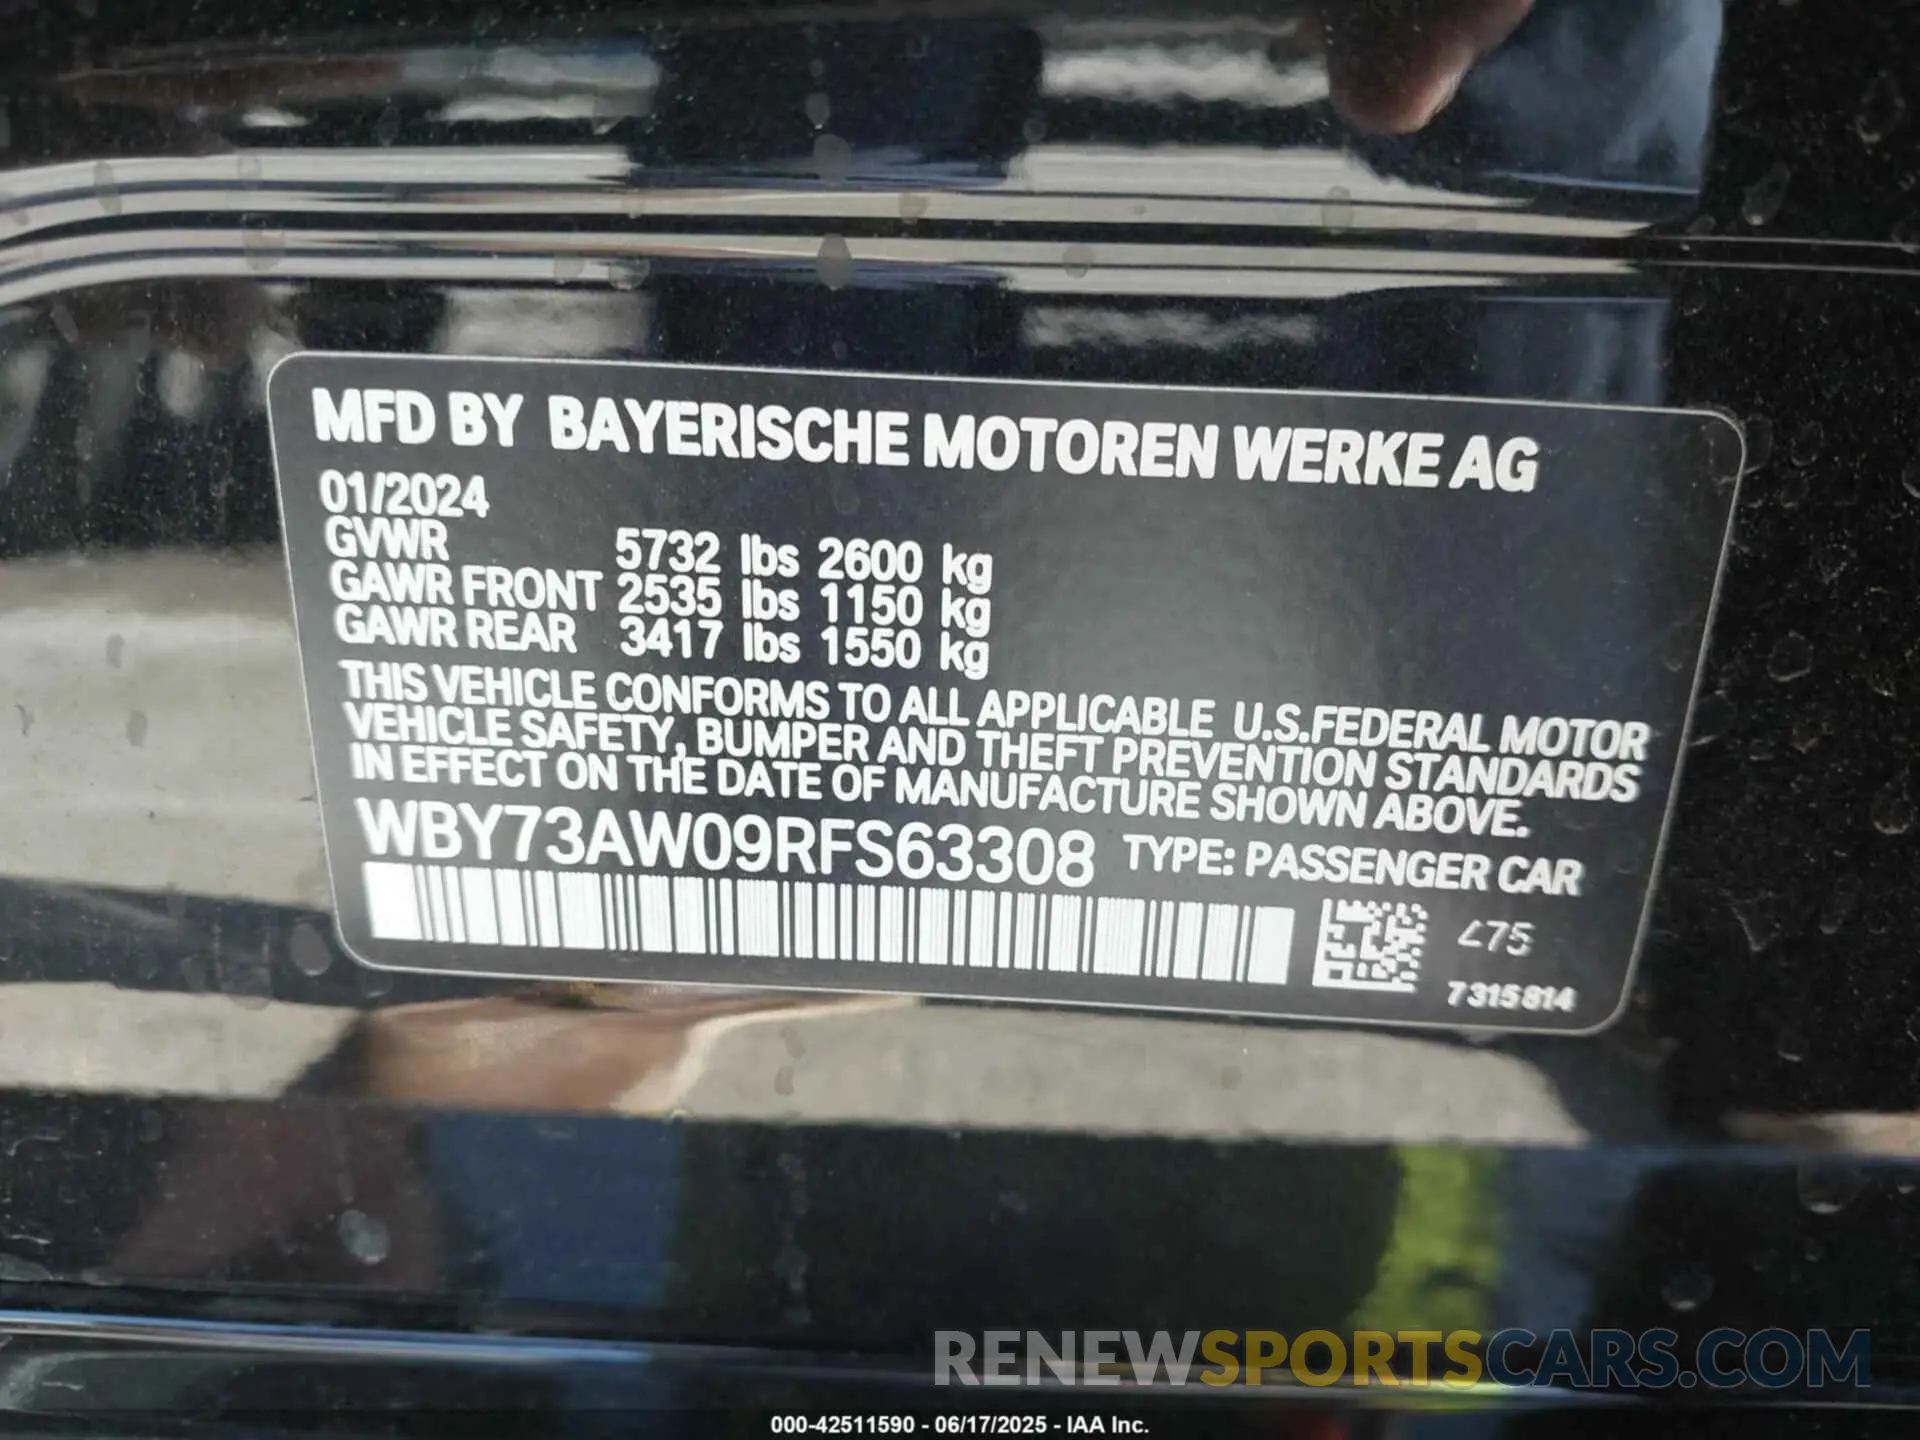 MFD BY BAYERISCHE MOTOREN WERKE AG
01/2024
GVWR 5732 lbs 2600 kg
GAWR FRONT 2535 lbs 1150 kg
GAWR REAR 3417 lbs 1550 kg
THIS VEHICLE CONFORMS TO ALL APPLICABLE U.S.FEDERAL MOTOR
VEHICLE SAFETY, BUMPER AND THEFT PREVENTION STANDARDS
IN EFFECT ON THE DATE OF MANUFACTURE SHOWN ABOVE.
WBY73AW09RFS63308 TYPE: PASSENGER CAR
475
7315814
RENEWSPORTSCARS.COM
000-42511590 - 06/17/2025 - IAA Inc.